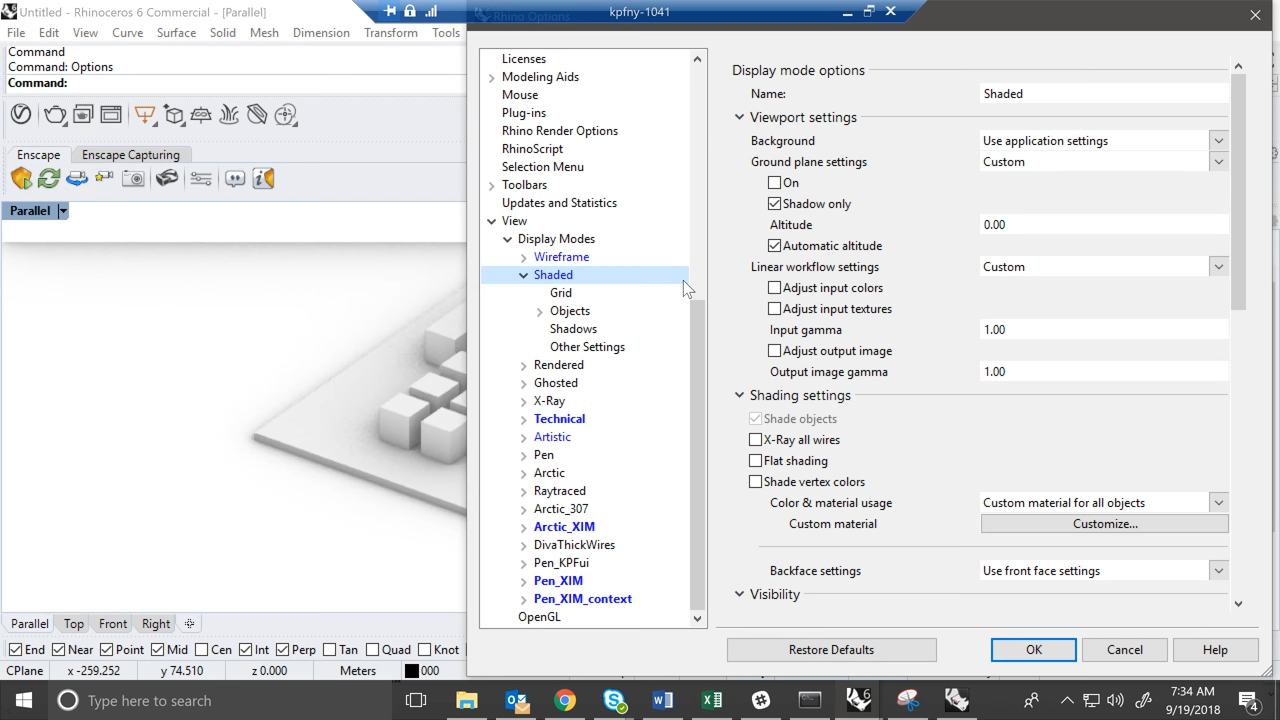 Untitled - Rhinoceros 6 Commercial - [Parallel]
kpfny-1041
Rhino Options
File Edit View Curve Surface Solid Mesh Dimension Transform Tools
Command
Command: Options
Command:
Enscape Enscape Capturing
Parallel
Licenses
Modeling Aids
Mouse
Plug-ins
Rhino Render Options
RhinoScript
Selection Menu
Toolbars
Updates and Statistics
View
Display Modes
Wireframe
Shaded
Grid
Objects
Shadows
Other Settings
Rendered
Ghosted
X-Ray
Technical
Artistic
Pen
Arctic
Raytraced
Arctic_307
Arctic_XIM
DivaThickWires
Pen_KPFui
Pen_XIM
Pen_XIM_context
OpenGL
Display mode options
Name: Shaded
Viewport settings
Background Use application settings
Ground plane settings Custom
On
Shadow only
Altitude 0.00
Automatic altitude
Linear workflow settings Custom
Adjust input colors
Adjust input textures
Input gamma 1.00
Adjust output image
Output image gamma 1.00
Shading settings
Shade objects
X-Ray all wires
Flat shading
Shade vertex colors
Color & material usage Custom material for all objects
Custom material Customize...
Backface settings Use front face settings
Visibility
Restore Defaults OK Cancel Help
Parallel Top Front Right
End Near Point Mid Cen Int Perp Tan Quad Knot
CPlane x -259.252 y 74.510 z 0.000 Meters 000
Type here to search
7:34 AM
9/19/2018
4